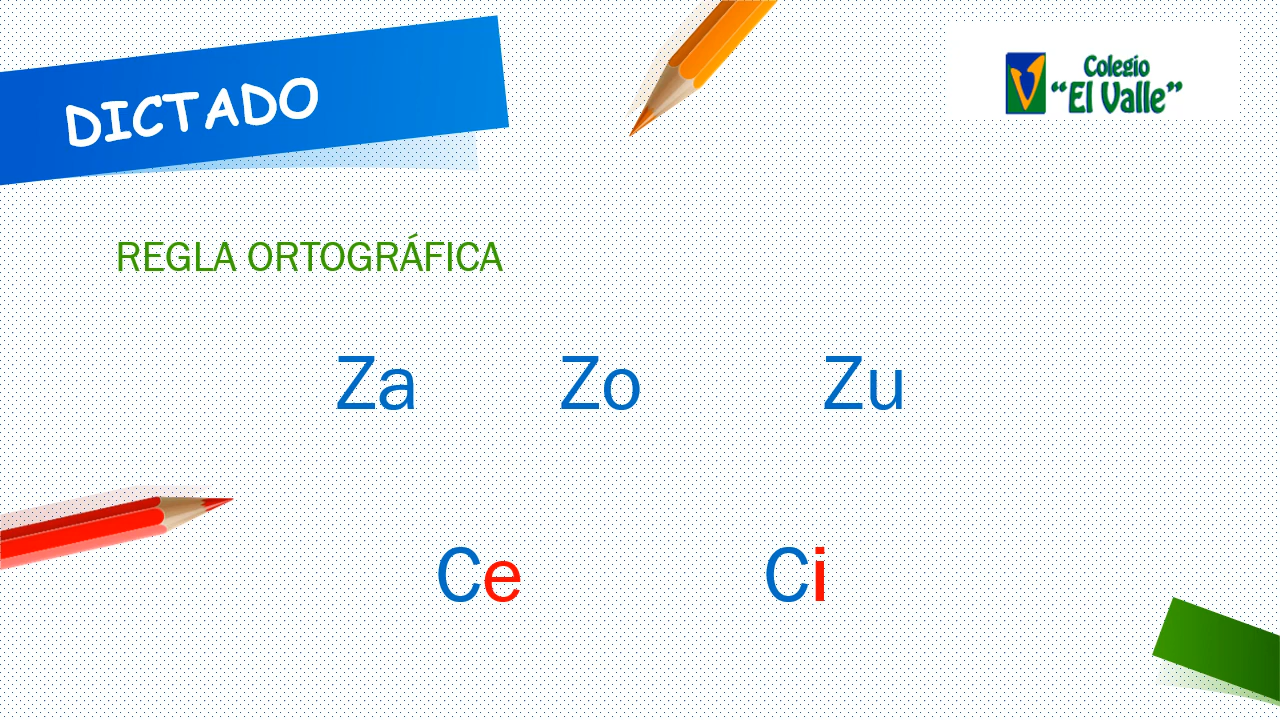 DICTADO
Colegio
“El Valle”
REGLA ORTOGRÁFICA
Za Zo Zu
Ce Ci